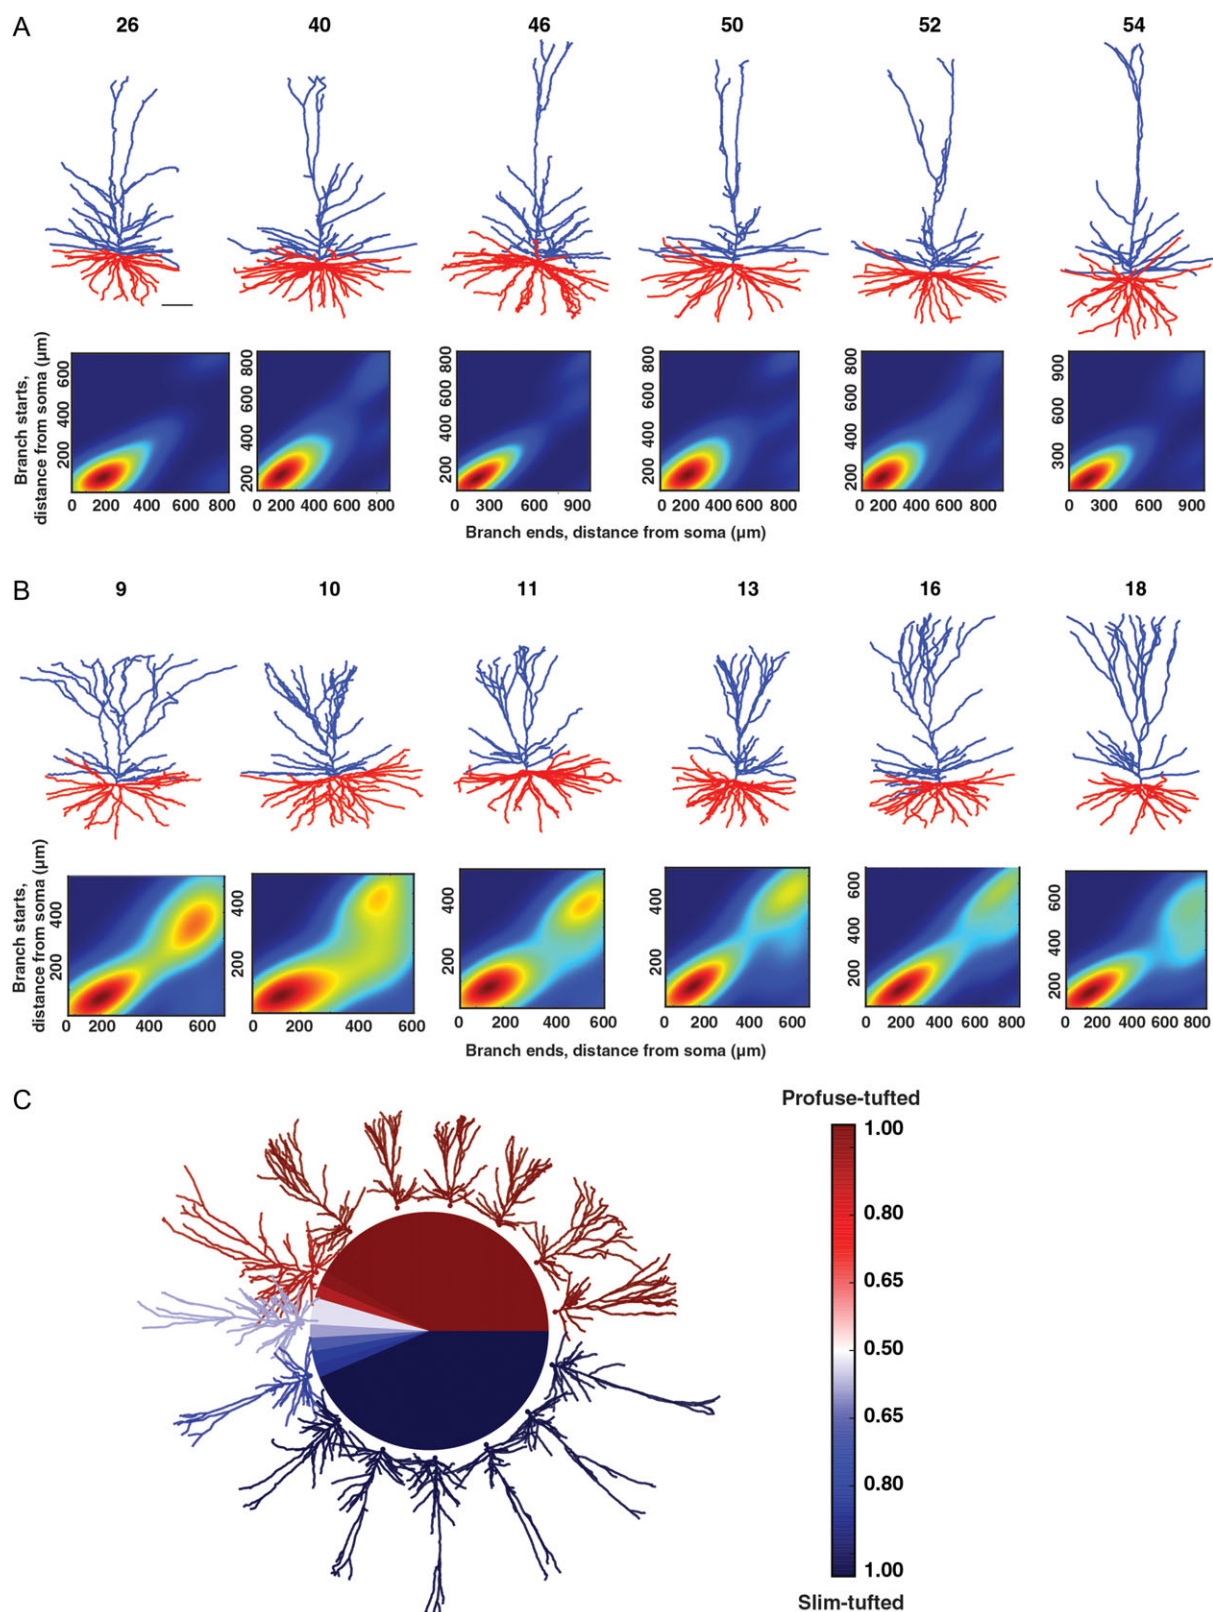 A
26 40 46 50 52 54
Branch starts,
distance from soma (µm)
600 400 200
800 600 400 200
800 600 400 200
800 600 400 200
800 600 400 200
900 600 300
0 200 400 600 800
0 200 400 600 800
0 200 400 600 900
0 200 400 600 800
0 200 400 600 800
0 300 600 900
Branch ends, distance from soma (µm)
B
9 10 11 13 16 18
Branch starts,
distance from soma (µm)
400 200
400 200
400 200
400 200
600 400 200
600 400 200
0 200 400 600
0 200 400 600
0 200 400 600
0 200 400 600
0 200 400 600 800
0 200 400 600 800
Branch ends, distance from soma (µm)
C
Profuse-tufted
1.00
0.80
0.65
0.50
0.65
0.80
1.00
Slim-tufted